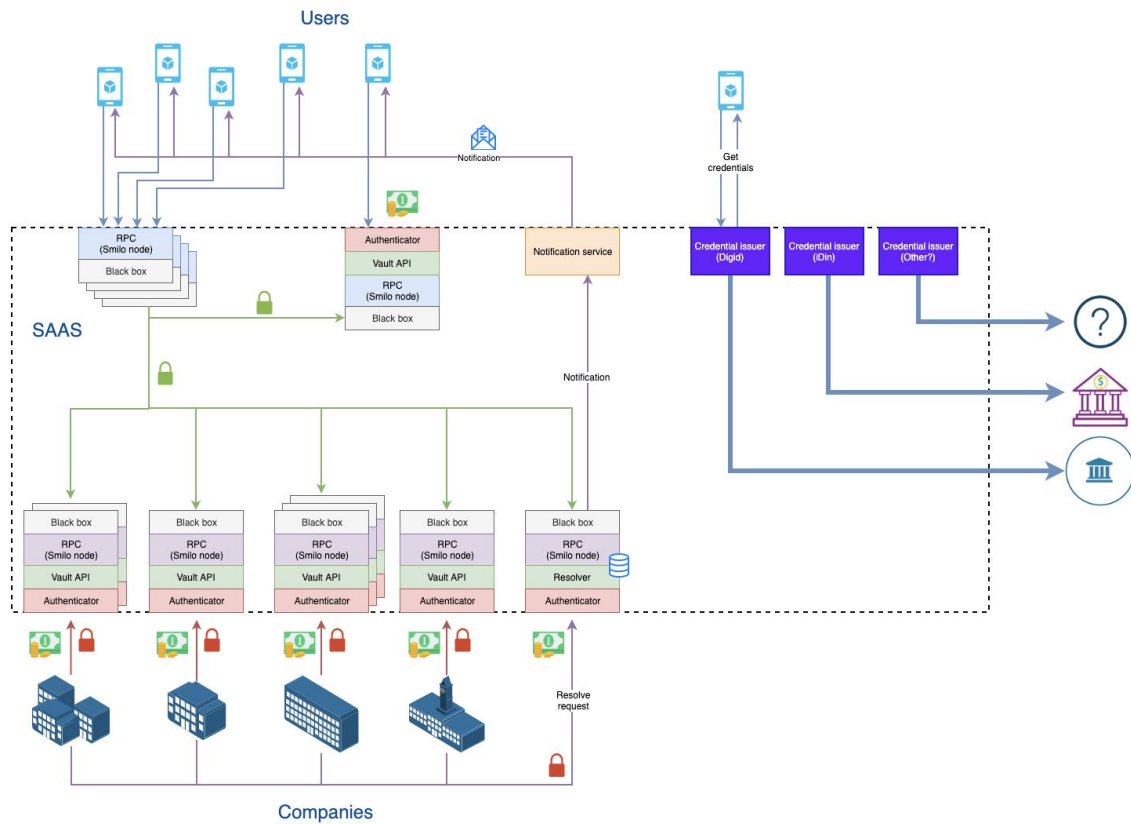 Users
Notification
Get
credentials
RPC
(Smilo node)
Black box
Authenticator
Vault API
RPC
(Smilo node)
Black box
Notification service
Credential issuer
(Digid)
Credential issuer
(iDin)
Credential issuer
(Other?)
SAAS
?
$
Notification
Black box
RPC
(Smilo node)
Vault API
Authenticator
Black box
RPC
(Smilo node)
Vault API
Authenticator
Black box
RPC
(Smilo node)
Vault API
Authenticator
Black box
RPC
(Smilo node)
Vault API
Authenticator
Black box
RPC
(Smilo node)
Resolver
Authenticator
Resolve
request
Companies